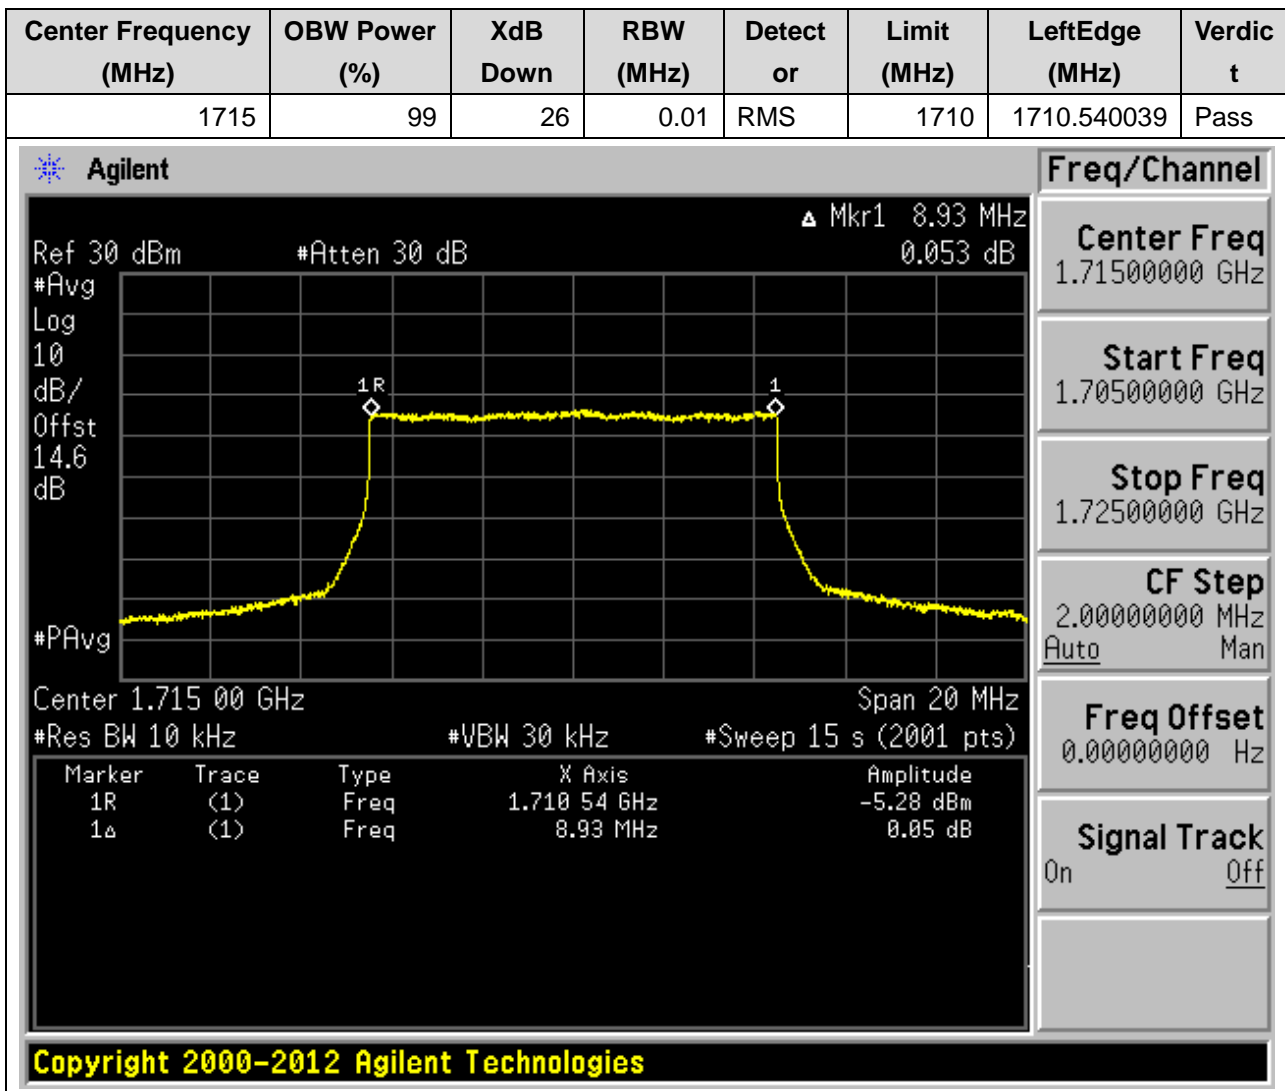 Center Frequency OBW Power XdB RBW Detect Limit LeftEdge Verdic
(MHz) (%) Down (MHz) or (MHz) (MHz) t
1715 99 26 0.01 RMS 1710 1710.540039 Pass
Agilent Freq/Channel
Δ Mkr1 8.93 MHz
Ref 30 dBm #Atten 30 dB 0.053 dB
#Avg
Log
10
dB/
Offst
14.6
dB
1R 1
#PAvg
Center 1.715 00 GHz Span 20 MHz
#Res BW 10 kHz #VBW 30 kHz #Sweep 15 s (2001 pts)
Marker Trace Type X Axis Amplitude
1R (1) Freq 1.710 54 GHz -5.28 dBm
1Δ (1) Freq 8.93 MHz 0.05 dB
Center Freq
1.71500000 GHz
Start Freq
1.70500000 GHz
Stop Freq
1.72500000 GHz
CF Step
2.00000000 MHz
Auto Man
Freq Offset
0.00000000 Hz
Signal Track
On Off
Copyright 2000-2012 Agilent Technologies